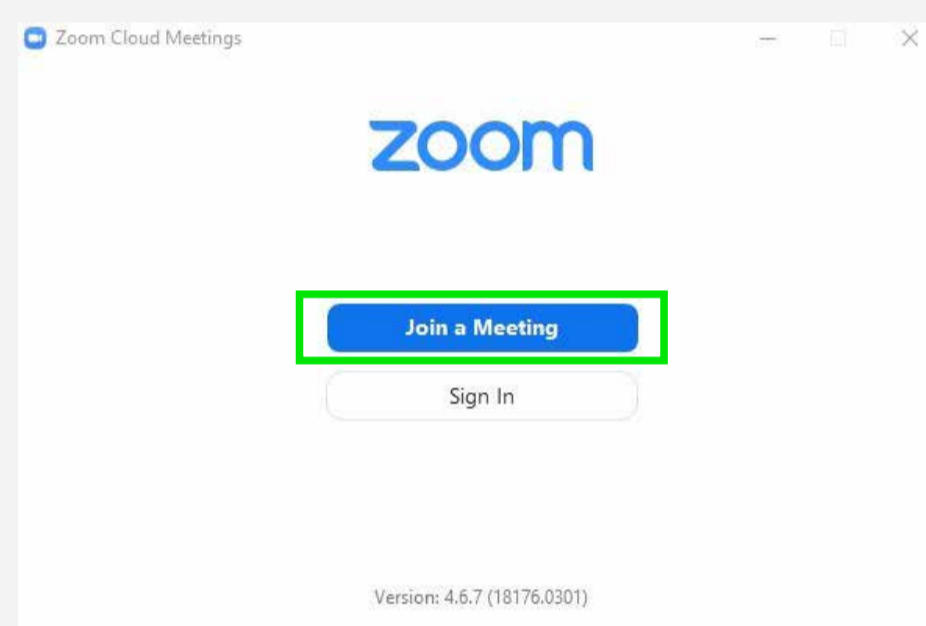 Zoom Cloud Meetings
zoom
Join a Meeting
Sign In
Version: 4.6.7 (18176.0301)